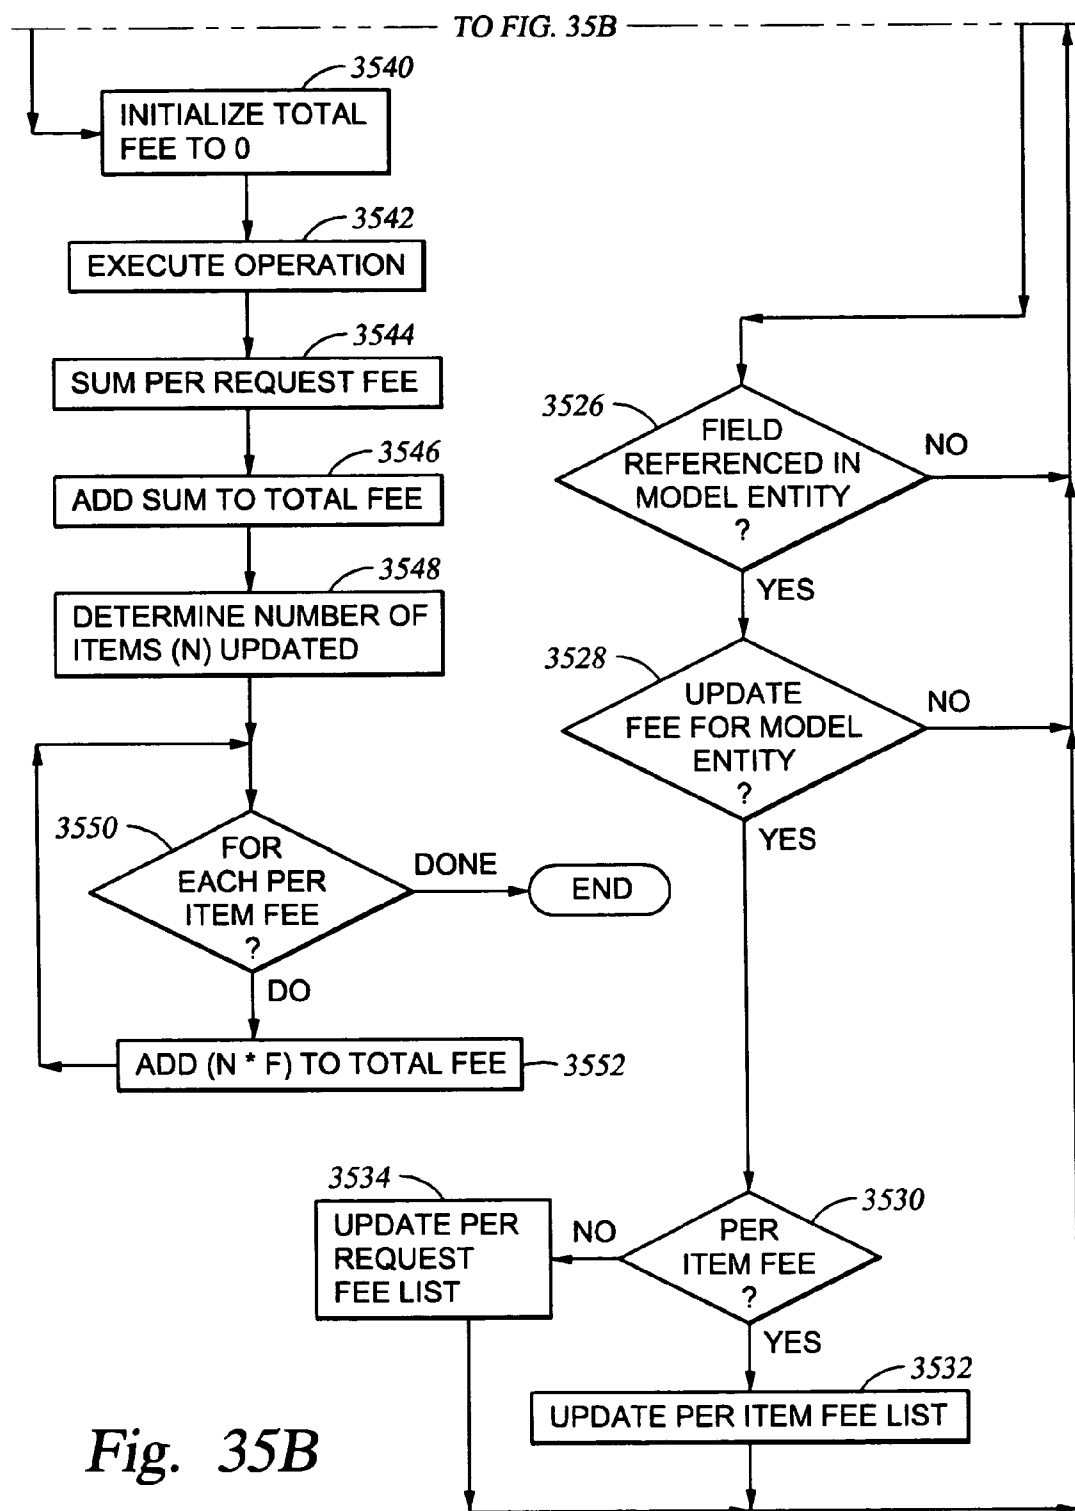 TO FIG. 35B
3540
INITIALIZE TOTAL
FEE TO 0
3542
EXECUTE OPERATION
3544
SUM PER REQUEST FEE
3546
ADD SUM TO TOTAL FEE
3548
DETERMINE NUMBER OF
ITEMS (N) UPDATED
3550
FOR
EACH PER
ITEM FEE
?
DONE
END
DO
ADD (N * F) TO TOTAL FEE
3552
3526
FIELD
REFERENCED IN
MODEL ENTITY
?
NO
YES
3528
UPDATE
FEE FOR MODEL
ENTITY
?
NO
YES
3530
PER
ITEM FEE
?
NO
3534
UPDATE PER
REQUEST
FEE LIST
YES
3532
UPDATE PER ITEM FEE LIST
Fig. 35B